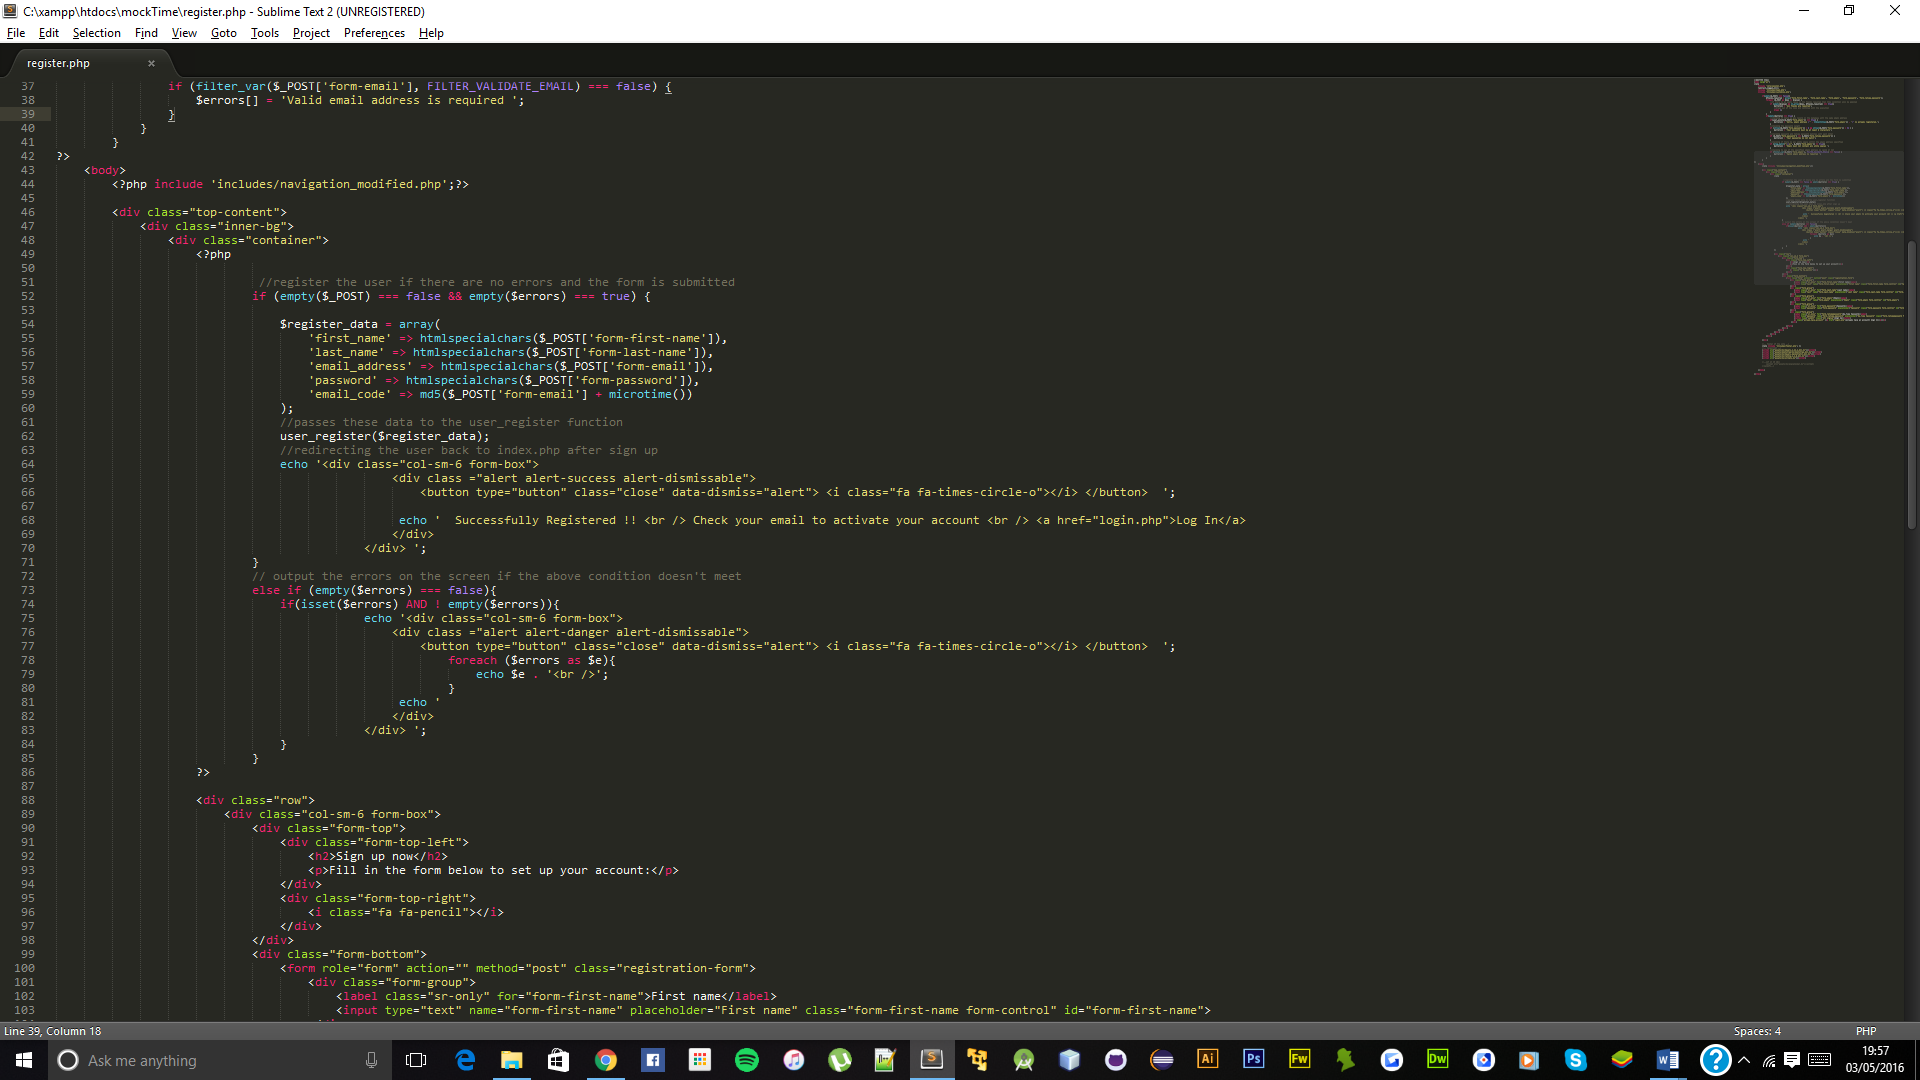 C:\xampp\htdocs\mockTime\register.php - Sublime Text 2 (UNREGISTERED)
File Edit Selection Find View Goto Tools Project Preferences Help
register.php ×
37 if (filter_var($_POST['form-email'], FILTER_VALIDATE_EMAIL) === false) {
38 $errors[] = 'Valid email address is required ';
39 }
40 }
41 }
42 ?>
43 <body>
44 <?php include 'includes/navigation_modified.php';?>
45
46 <div class="top-content">
47 <div class="inner-bg">
48 <div class="container">
49 <?php
50
51 //register the user if there are no errors and the form is submitted
52 if (empty($_POST) === false && empty($errors) === true) {
53
54 $register_data = array(
55 'first_name' => htmlspecialchars($_POST['form-first-name']),
56 'last_name' => htmlspecialchars($_POST['form-last-name']),
57 'email_address' => htmlspecialchars($_POST['form-email']),
58 'password' => htmlspecialchars($_POST['form-password']),
59 'email_code' => md5($_POST['form-email'] + microtime())
60 );
61 //passes these data to the user_register function
62 user_register($register_data);
63 //redirecting the user back to index.php after sign up
64 echo '<div class="col-sm-6 form-box">
65 <div class ="alert alert-success alert-dismissable">
66 <button type="button" class="close" data-dismiss="alert"> <i class="fa fa-times-circle-o"></i> </button>  ';
67
68 echo '  Successfully Registered !! <br /> Check your email to activate your account <br /> <a href="login.php">Log In</a>
69 </div>
70 </div> ';
71 }
72 // output the errors on the screen if the above condition doesn't meet
73 else if (empty($errors) === false){
74 if(isset($errors) AND ! empty($errors)){
75 echo '<div class="col-sm-6 form-box">
76 <div class ="alert alert-danger alert-dismissable">
77 <button type="button" class="close" data-dismiss="alert"> <i class="fa fa-times-circle-o"></i> </button>  ';
78 foreach ($errors as $e){
79 echo $e . '<br />';
80 }
81 echo '
82 </div>
83 </div> ';
84 }
85 }
86 ?>
87
88 <div class="row">
89 <div class="col-sm-6 form-box">
90 <div class="form-top">
91 <div class="form-top-left">
92 <h2>Sign up now</h2>
93 <p>Fill in the form below to set up your account:</p>
94 </div>
95 <div class="form-top-right">
96 <i class="fa fa-pencil"></i>
97 </div>
98 </div>
99 <div class="form-bottom">
100 <form role="form" action="" method="post" class="registration-form">
101 <div class="form-group">
102 <label class="sr-only" for="form-first-name">First name</label>
103 <input type="text" name="form-first-name" placeholder="First name" class="form-first-name form-control" id="form-first-name">
Line 39, Column 18 Spaces: 4 PHP
Ask me anything
Ai Ps Fw Dw
19:57
03/05/2016